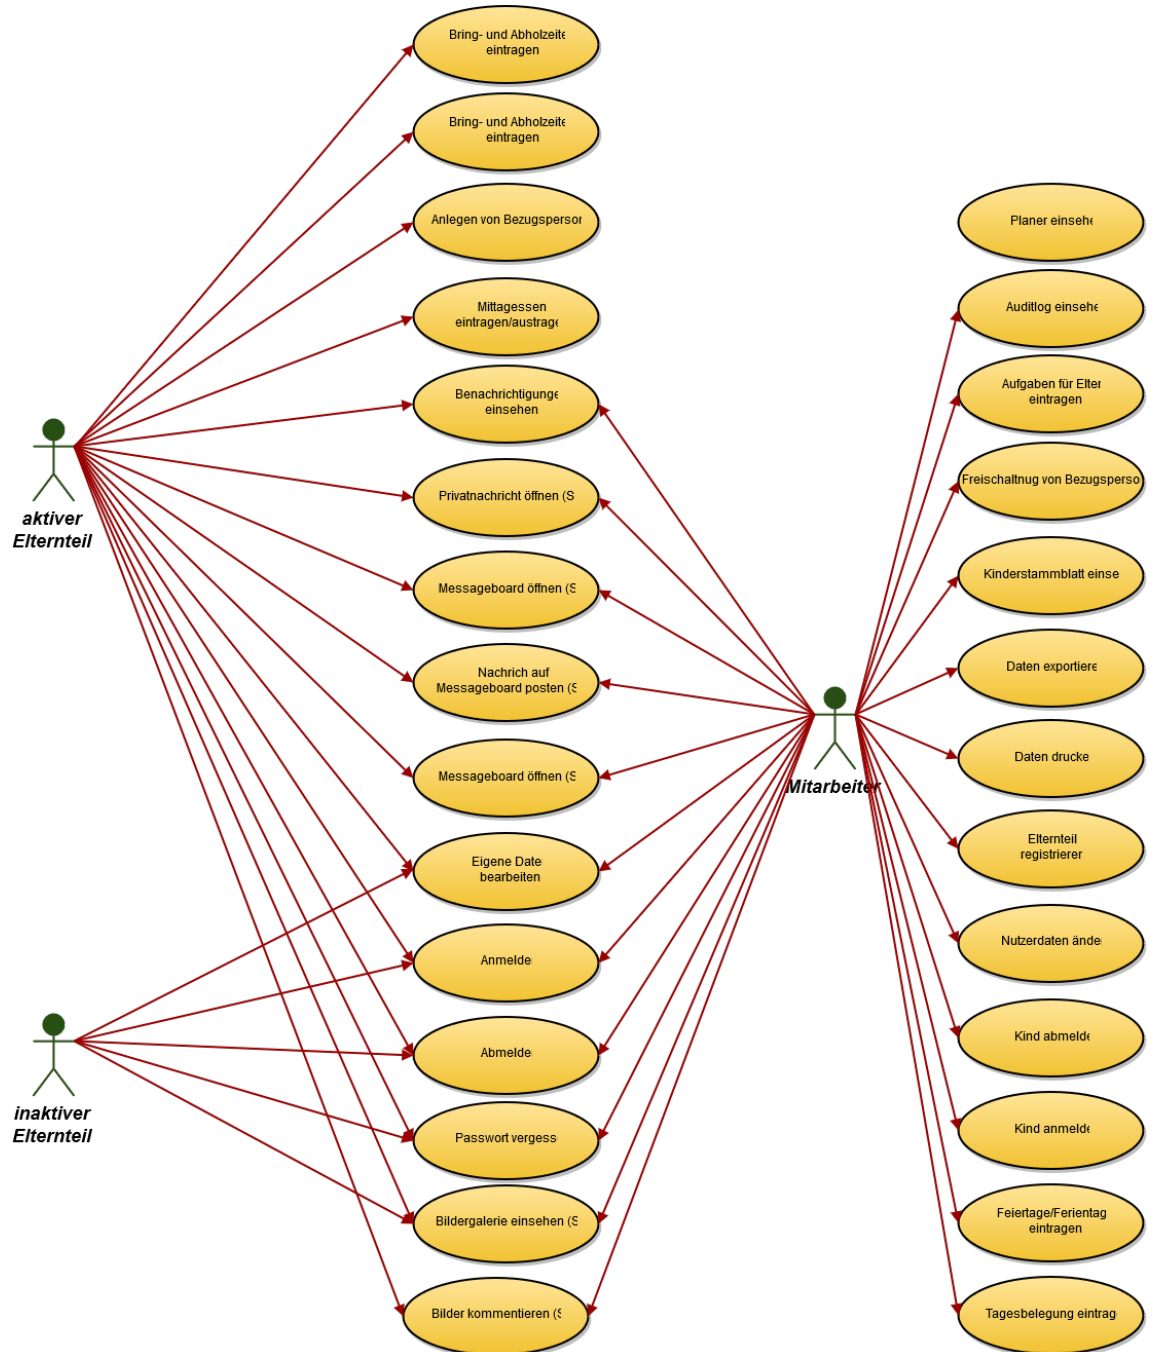 Bring- und Abholzeite
eintragen
Bring- und Abholzeite
eintragen
Anlegen von Bezugsperson
Mittagessen
eintragen/austrage
Benachrichtigunge
einsehen
Privatnachricht öffnen (S
Messageboard öffnen (S
Nachrich auf
Messageboard posten (S
Messageboard öffnen (S
Eigene Date
bearbeiten
Anmelde
Abmelde
Passwort vergess
Bildergalerie einsehen (S
Bilder kommentieren (S
aktiver
Elternteil
inaktiver
Elternteil
Mitarbeiter
Planer einsehe
Auditlog einsehe
Aufgaben für Elter
eintragen
Freischaltnug von Bezugsperso
Kinderstammblatt einse
Daten exportiere
Daten drucke
Elternteil
registrieren
Nutzerdaten ände
Kind abmelde
Kind anmelde
Feiertage/Ferientag
eintragen
Tagesbelegung eintrag